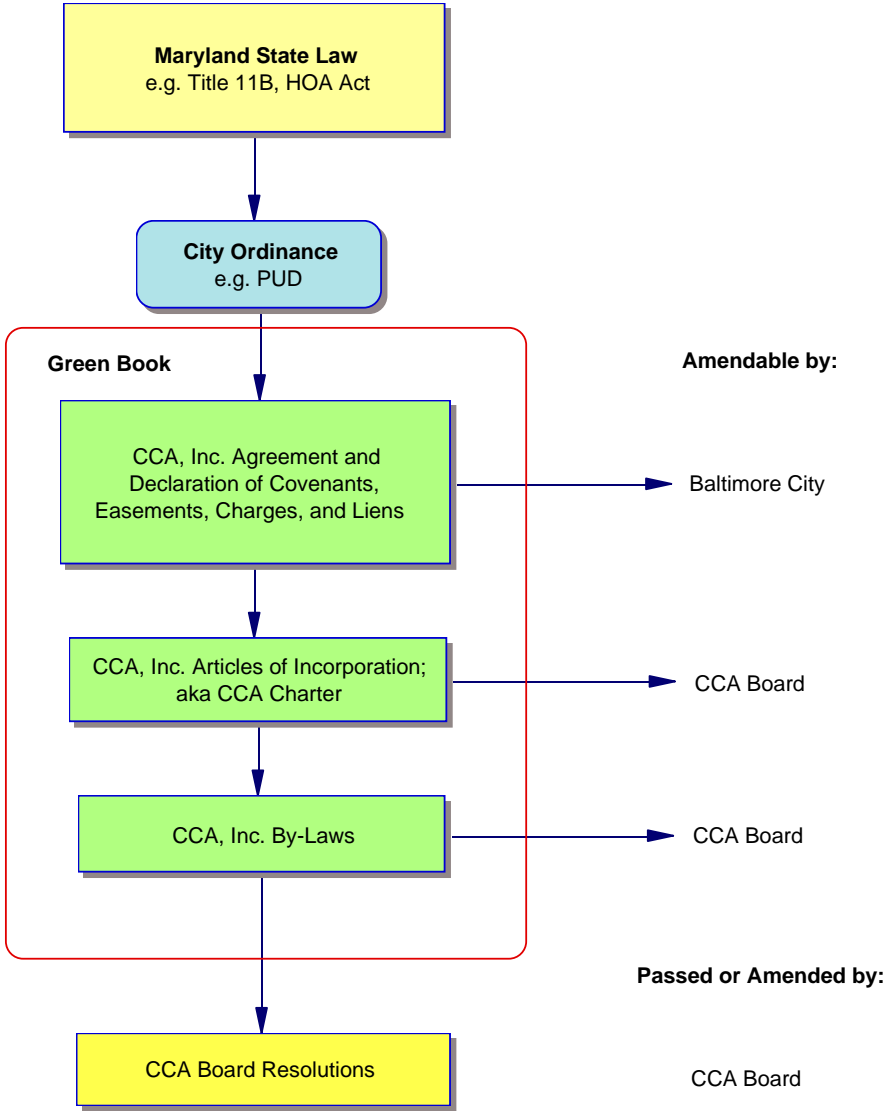 Maryland State Law
e.g. Title 11B, HOA Act
City Ordinance
e.g. PUD
Green Book
Amendable by:
CCA, Inc. Agreement and
Declaration of Covenants,
Easements, Charges, and Liens
Baltimore City
CCA, Inc. Articles of Incorporation;
aka CCA Charter
CCA Board
CCA, Inc. By-Laws
CCA Board
Passed or Amended by:
CCA Board Resolutions
CCA Board